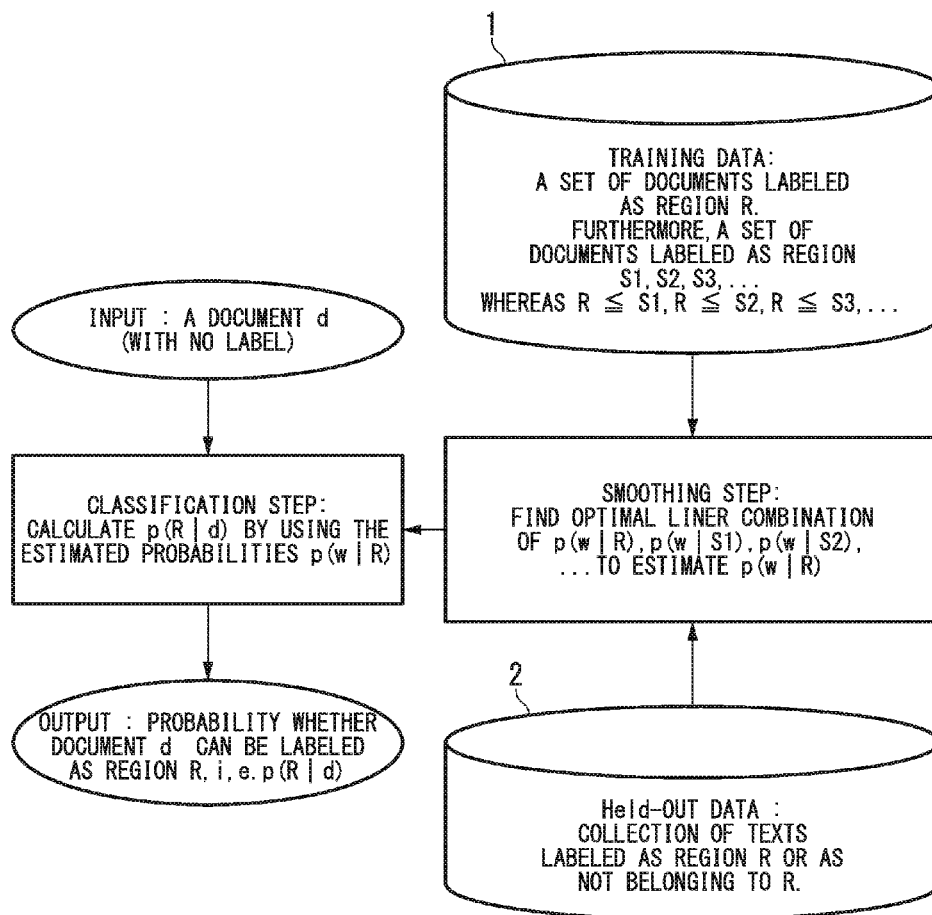 1
TRAINING DATA:
A SET OF DOCUMENTS LABELED
AS REGION R.
FURTHERMORE, A SET OF
DOCUMENTS LABELED AS REGION
S1, S2, S3, ...
WHEREAS R ≦ S1, R ≦ S2, R ≦ S3, ...
INPUT : A DOCUMENT d
(WITH NO LABEL)
CLASSIFICATION STEP:
CALCULATE p(R | d) BY USING THE
ESTIMATED PROBABILITIES p(w | R)
SMOOTHING STEP:
FIND OPTIMAL LINER COMBINATION
OF p(w | R), p(w | S1), p(w | S2),
... TO ESTIMATE p(w | R)
OUTPUT : PROBABILITY WHETHER
DOCUMENT d CAN BE LABELED
AS REGION R, i, e. p(R | d)
2
Held-OUT DATA :
COLLECTION OF TEXTS
LABELED AS REGION R OR AS
NOT BELONGING TO R.